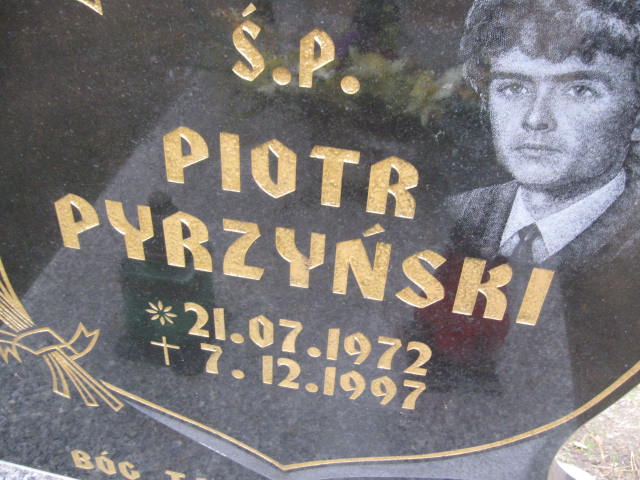 Ś.P.
PIOTR
PYRZYŃSKI
21.07.1972
7.12.1997
BÓG